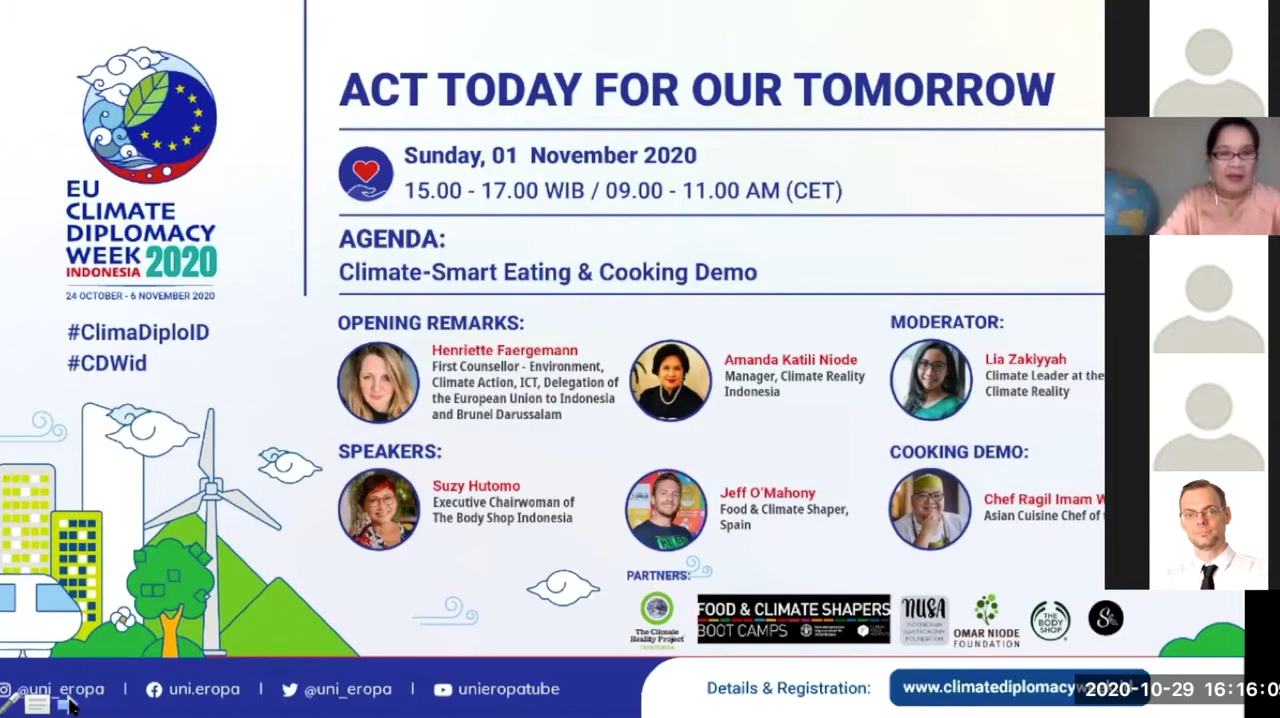 EU
CLIMATE
DIPLOMACY
WEEK 2020
INDONESIA
24 OCTOBER - 6 NOVEMBER 2020
#ClimaDiploID
#CDWid
ACT TODAY FOR OUR TOMORROW
Sunday, 01 November 2020
15.00 - 17.00 WIB / 09.00 - 11.00 AM (CET)
AGENDA:
Climate-Smart Eating & Cooking Demo
OPENING REMARKS:
Henriette Faergemann
First Counsellor - Environment,
Climate Action, ICT, Delegation of
the European Union to Indonesia
and Brunei Darussalam
Amanda Katili Niode
Manager, Climate Reality
Indonesia
MODERATOR:
Lia Zakiyyah
Climate Leader at the
Climate Reality
SPEAKERS:
Suzy Hutomo
Executive Chairwoman of
The Body Shop Indonesia
Jeff O'Mahony
Food & Climate Shaper,
Spain
COOKING DEMO:
Chef Ragil Imam W
Asian Cuisine Chef of
PARTNERS:
The Climate
Reality Project
INDONESIA
FOOD & CLIMATE SHAPERS
BOOT CAMPS
NUSA
INDONESIAN
GASTRONOMY
FOUNDATION
OMAR NIODE
FOUNDATION
THE
BODY
SHOP
@uni_eropa | uni.eropa | @uni_eropa | unieropatube
Details & Registration:
www.climatediplomacyw
2020-10-29 16:16:0